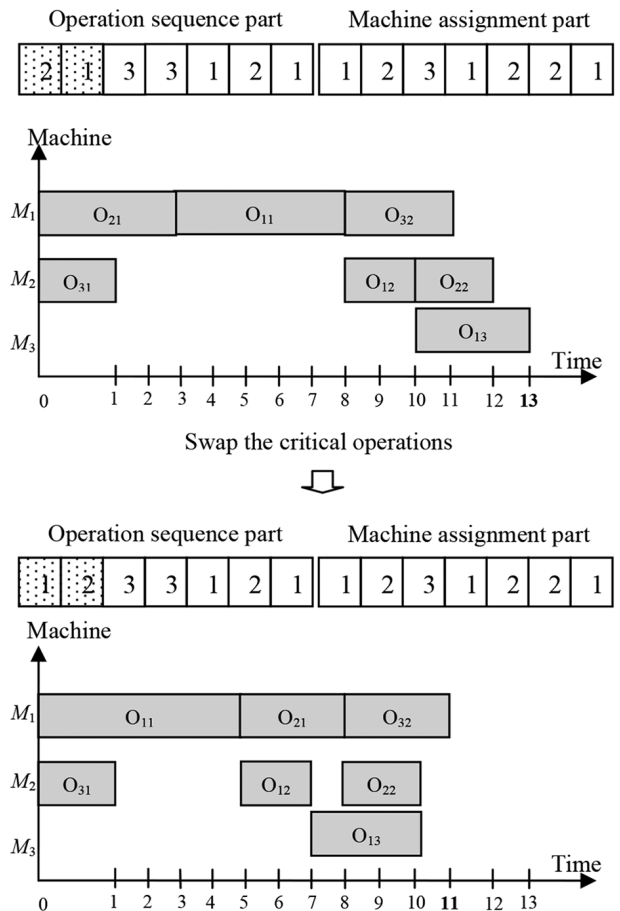 Operation sequence part Machine assignment part
2 1 3 3 1 2 1 1 2 3 1 2 2 1
Machine
M1 O21 O11 O32
M2 O31 O12 O22
M3 O13
Time
0 1 2 3 4 5 6 7 8 9 10 11 12 13
Swap the critical operations
Operation sequence part Machine assignment part
1 2 3 3 1 2 1 1 2 3 1 2 2 1
Machine
M1 O11 O21 O32
M2 O31 O12 O22
M3 O13
Time
0 1 2 3 4 5 6 7 8 9 10 11 12 13